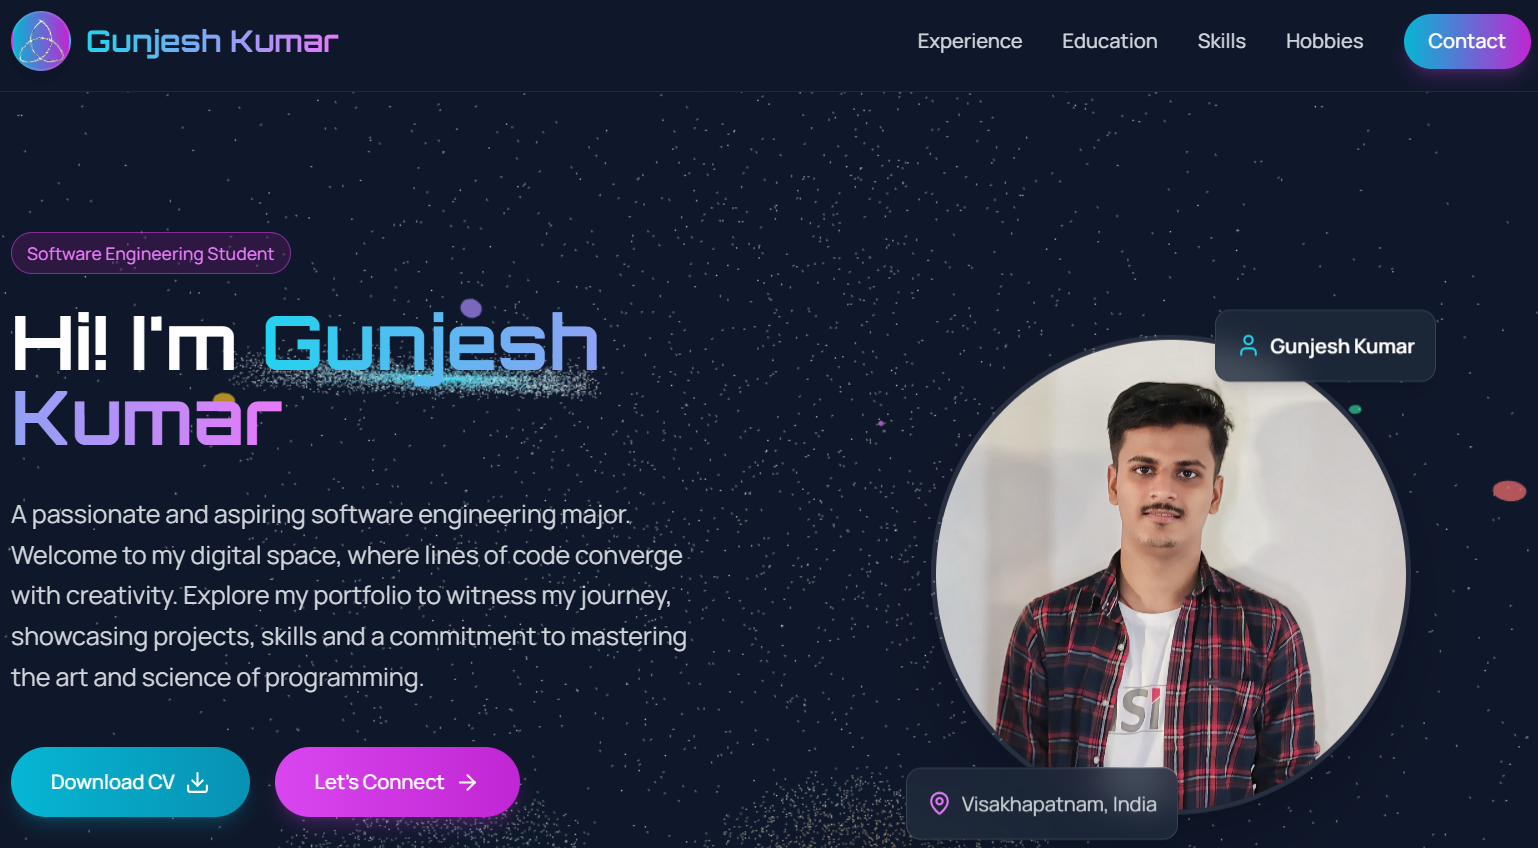 Gunjesh Kumar
Experience
Education
Skills
Hobbies
Contact
Software Engineering Student
Hi! I'm Gunjesh
Kumar
A passionate and aspiring software engineering major.
Welcome to my digital space, where lines of code converge
with creativity. Explore my portfolio to witness my journey,
showcasing projects, skills and a commitment to mastering
the art and science of programming.
Download CV
Let's Connect
Gunjesh Kumar
Visakhapatnam, India